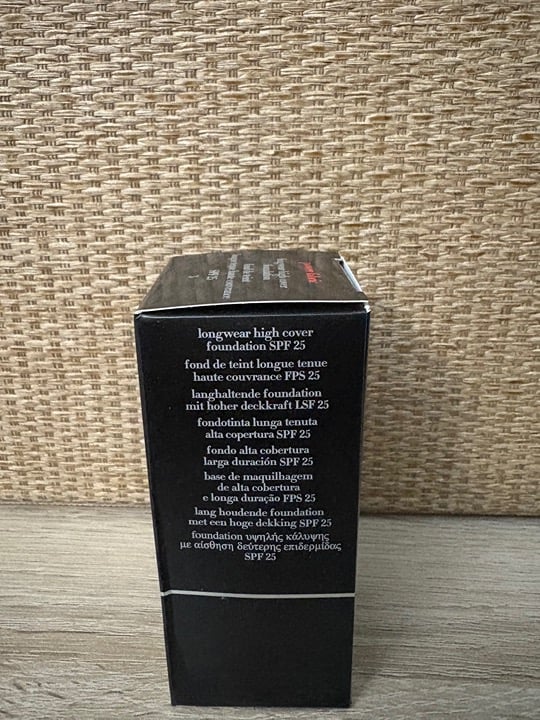 longwear high cover
foundation SPF 25
fond de teint longue tenue
haute couvrance FPS 25
langhaltende foundation
mit hoher deckkraft LSF 25
fondotinta lunga tenuta
alta copertura SPF 25
fondo alta cobertura
larga duración SPF 25
base de maquilhagem
de alta cobertura
e longa duração FPS 25
lang houdende foundation
met een hoge dekking SPF 25
foundation υψηλής κάλυψης
με αίσθηση δεύτερης επιδερμίδας
SPF 25